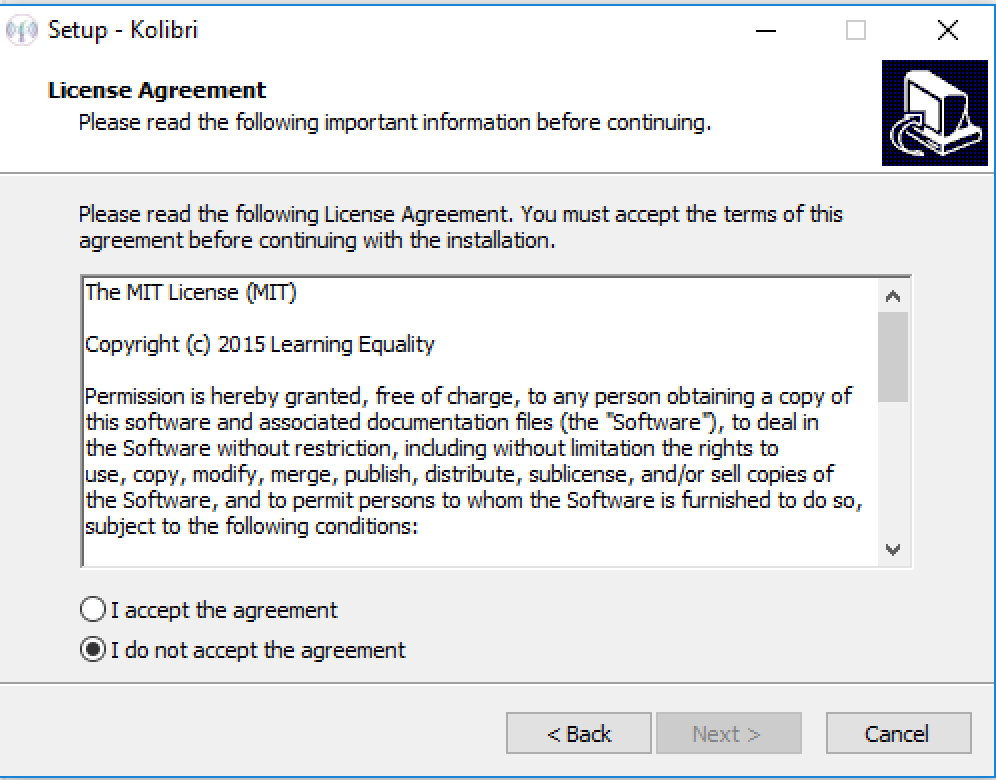 Setup - Kolibri
License Agreement
Please read the following important information before continuing.
Please read the following License Agreement. You must accept the terms of this
agreement before continuing with the installation.
The MIT License (MIT)
Copyright (c) 2015 Learning Equality
Permission is hereby granted, free of charge, to any person obtaining a copy of
this software and associated documentation files (the "Software"), to deal in
the Software without restriction, including without limitation the rights to
use, copy, modify, merge, publish, distribute, sublicense, and/or sell copies of
the Software, and to permit persons to whom the Software is furnished to do so,
subject to the following conditions:
I accept the agreement
I do not accept the agreement
< Back
Next >
Cancel